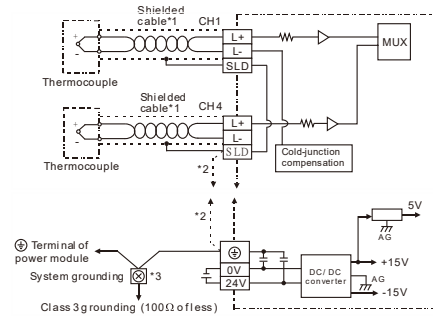 Shielded
cable*1
CH1
L+
L-
SLD
+
-
Thermocouple
MUX
Shielded
cable*1
CH4
L+
L-
SLD
+
-
Thermocouple
Cold-junction
compensation
*2
*2
5V
AG
Terminal of
power module
System grounding
*3
0V
24V
DC/DC
converter
+15V
AG
-15V
Class 3 grounding (100Ω of less)